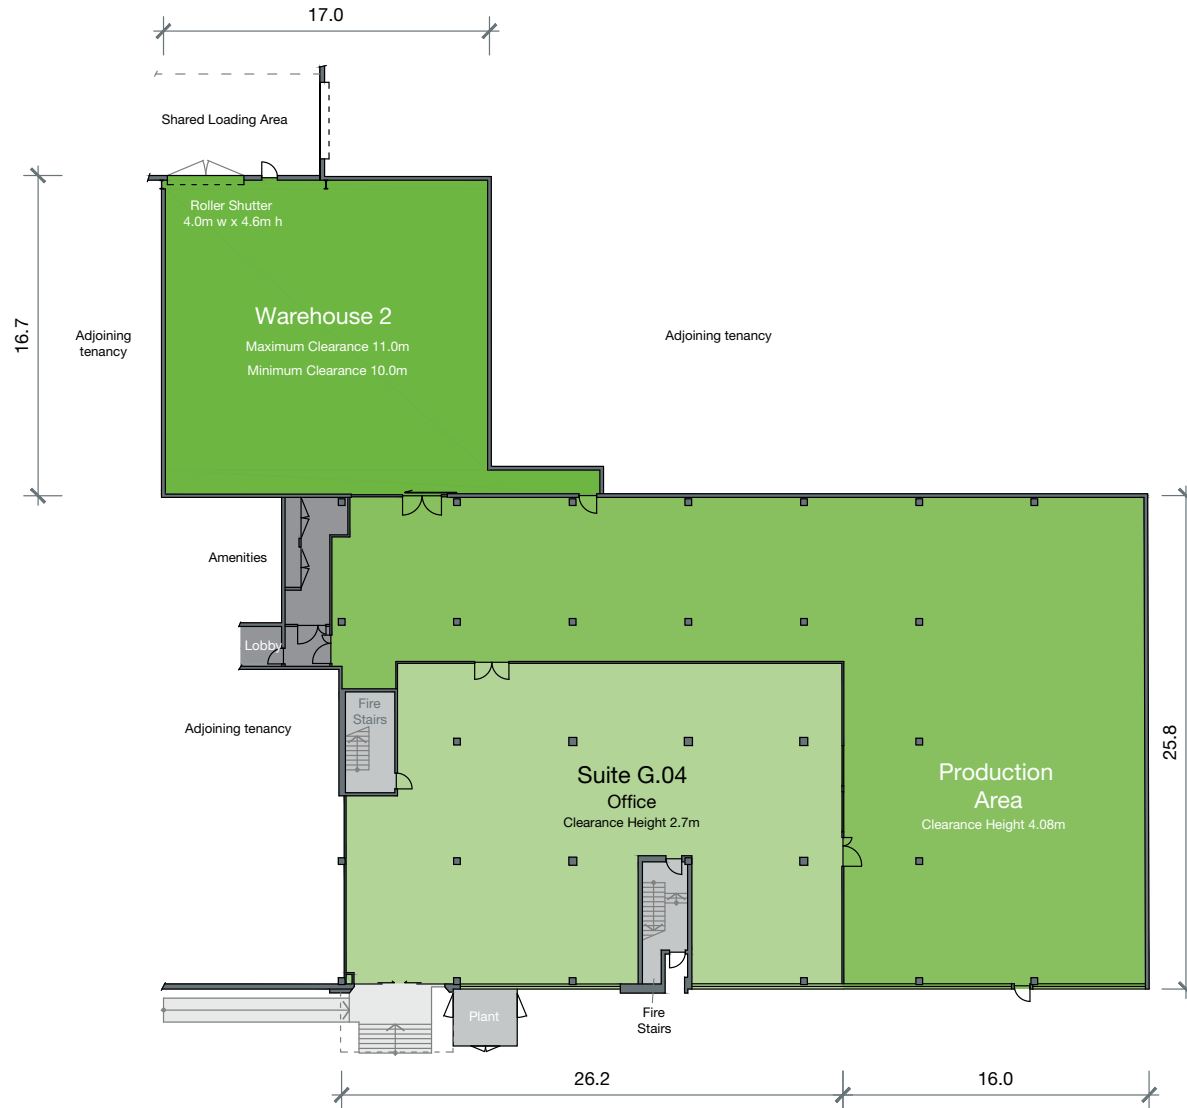 17.0
Shared Loading Area
Roller Shutter
4.0m w x 4.6m h
16.7
Adjoining
tenancy
Warehouse 2
Maximum Clearance 11.0m
Minimum Clearance 10.0m
Adjoining tenancy
Amenities
Lobby
Fire
Stairs
Adjoining tenancy
Suite G.04
Office
Clearance Height 2.7m
Production
Area
Clearance Height 4.08m
25.8
Plant
Fire
Stairs
26.2
16.0